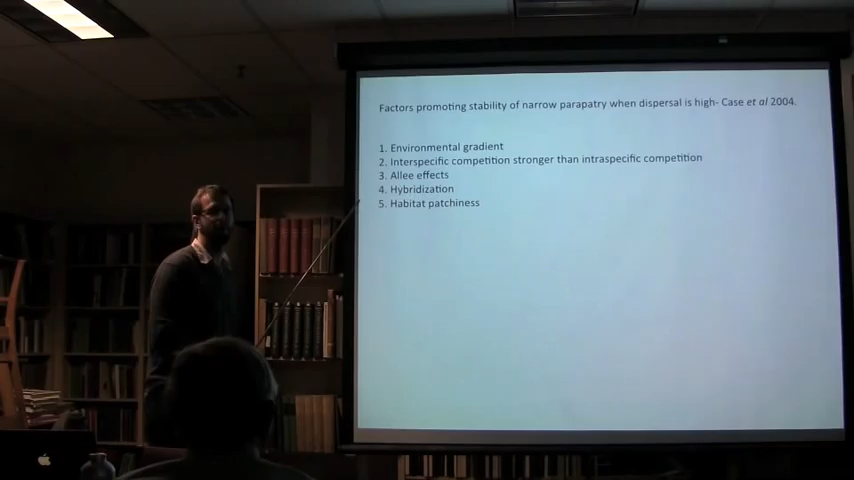 Factors promoting stability of narrow parapatry when dispersal is high- Case et al 2004.
1. Environmental gradient
2. Interspecific competition stronger than intraspecific competition
3. Allee effects
4. Hybridization
5. Habitat patchiness